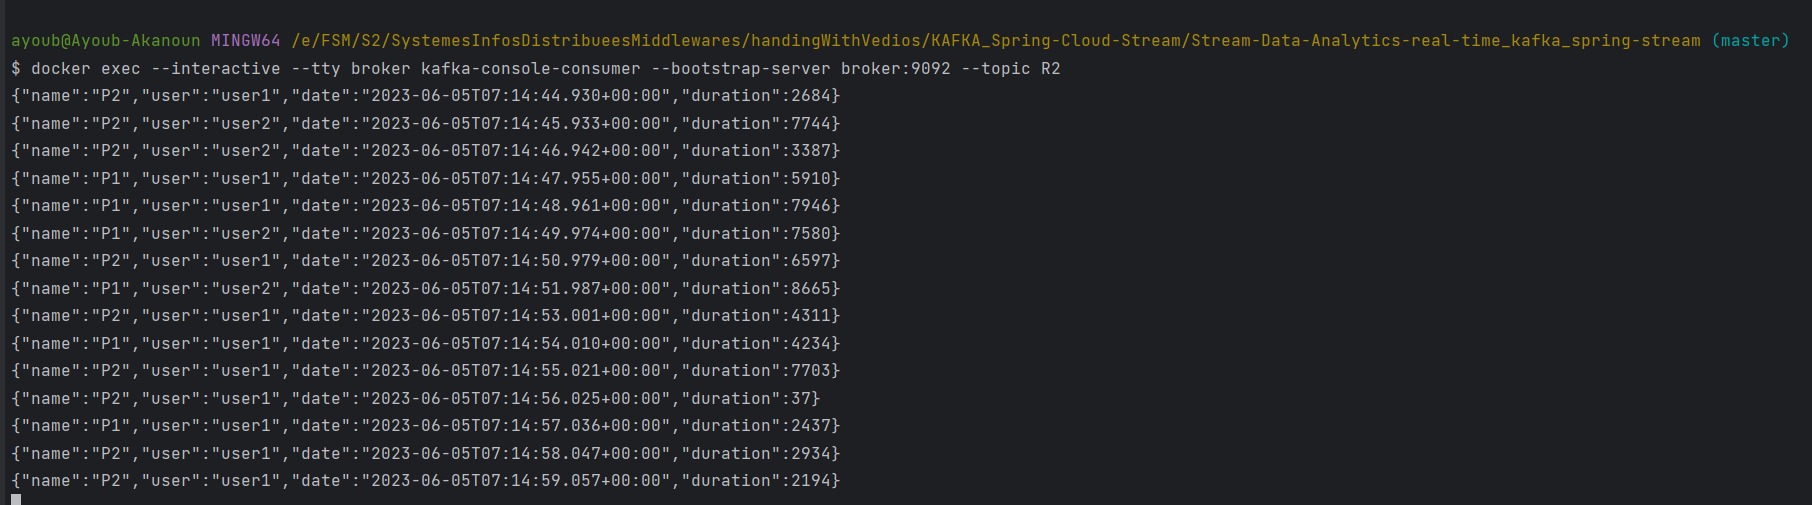 ayoub@Ayoub-Akanoun MINGW64 /e/FSM/S2/SystemesInfosDistribueesMiddlewares/handingWithVedios/KAFKA_Spring-Cloud-Stream/Stream-Data-Analytics-real-time_kafka_spring-stream (master)
$ docker exec --interactive --tty broker kafka-console-consumer --bootstrap-server broker:9092 --topic R2
{"name":"P2","user":"user1","date":"2023-06-05T07:14:44.930+00:00","duration":2684}
{"name":"P2","user":"user2","date":"2023-06-05T07:14:45.933+00:00","duration":7744}
{"name":"P2","user":"user2","date":"2023-06-05T07:14:46.942+00:00","duration":3387}
{"name":"P1","user":"user1","date":"2023-06-05T07:14:47.955+00:00","duration":5910}
{"name":"P1","user":"user1","date":"2023-06-05T07:14:48.961+00:00","duration":7946}
{"name":"P1","user":"user2","date":"2023-06-05T07:14:49.974+00:00","duration":7580}
{"name":"P2","user":"user1","date":"2023-06-05T07:14:50.979+00:00","duration":6597}
{"name":"P1","user":"user2","date":"2023-06-05T07:14:51.987+00:00","duration":8665}
{"name":"P2","user":"user1","date":"2023-06-05T07:14:53.001+00:00","duration":4311}
{"name":"P1","user":"user1","date":"2023-06-05T07:14:54.010+00:00","duration":4234}
{"name":"P2","user":"user1","date":"2023-06-05T07:14:55.021+00:00","duration":7703}
{"name":"P2","user":"user1","date":"2023-06-05T07:14:56.025+00:00","duration":37}
{"name":"P1","user":"user1","date":"2023-06-05T07:14:57.036+00:00","duration":2437}
{"name":"P2","user":"user1","date":"2023-06-05T07:14:58.047+00:00","duration":2934}
{"name":"P2","user":"user1","date":"2023-06-05T07:14:59.057+00:00","duration":2194}